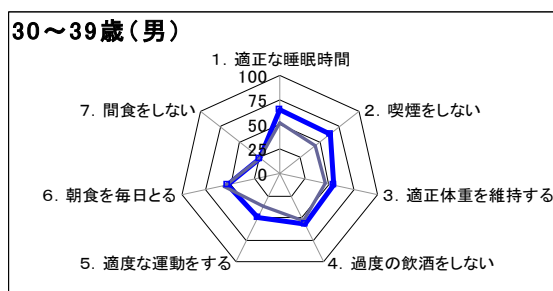 30～39歳(男)
1. 適正な睡眠時間
100
75
50
25
0
2. 喫煙をしない
3. 適正体重を維持する
4. 過度の飲酒をしない
5. 適度な運動をする
6. 朝食を毎日とる
7. 間食をしない